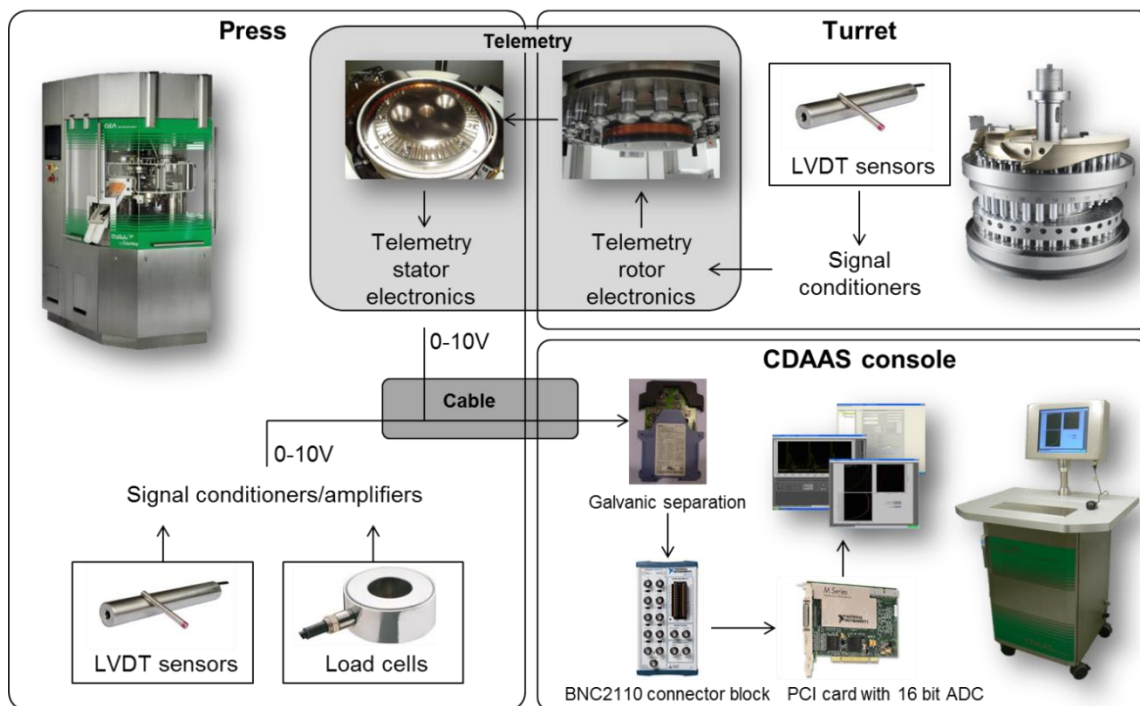 Press
Telemetry
Turret
LVDT sensors
Telemetry
stator
electronics
Telemetry
rotor
electronics
Signal
conditioners
0-10V
Cable
0-10V
Signal conditioners/amplifiers
LVDT sensors
Load cells
CDAAS console
Galvanic separation
BNC2110 connector block
M Series
PCI card with 16 bit ADC
GEA